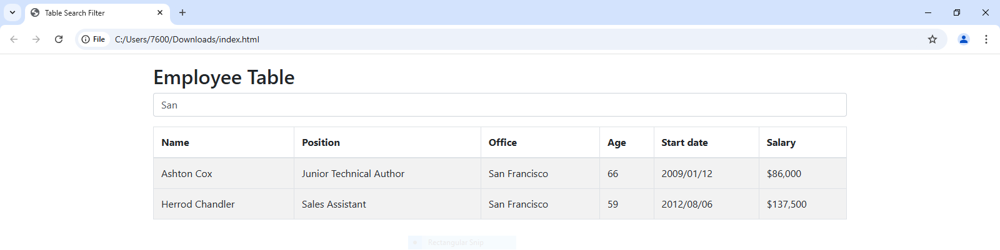 Table Search Filter
File C:/Users/7600/Downloads/index.html
Employee Table
San
Name Position Office Age Start date Salary
Ashton Cox Junior Technical Author San Francisco 66 2009/01/12 $86,000
Herrod Chandler Sales Assistant San Francisco 59 2012/08/06 $137,500
Rectangular Snip